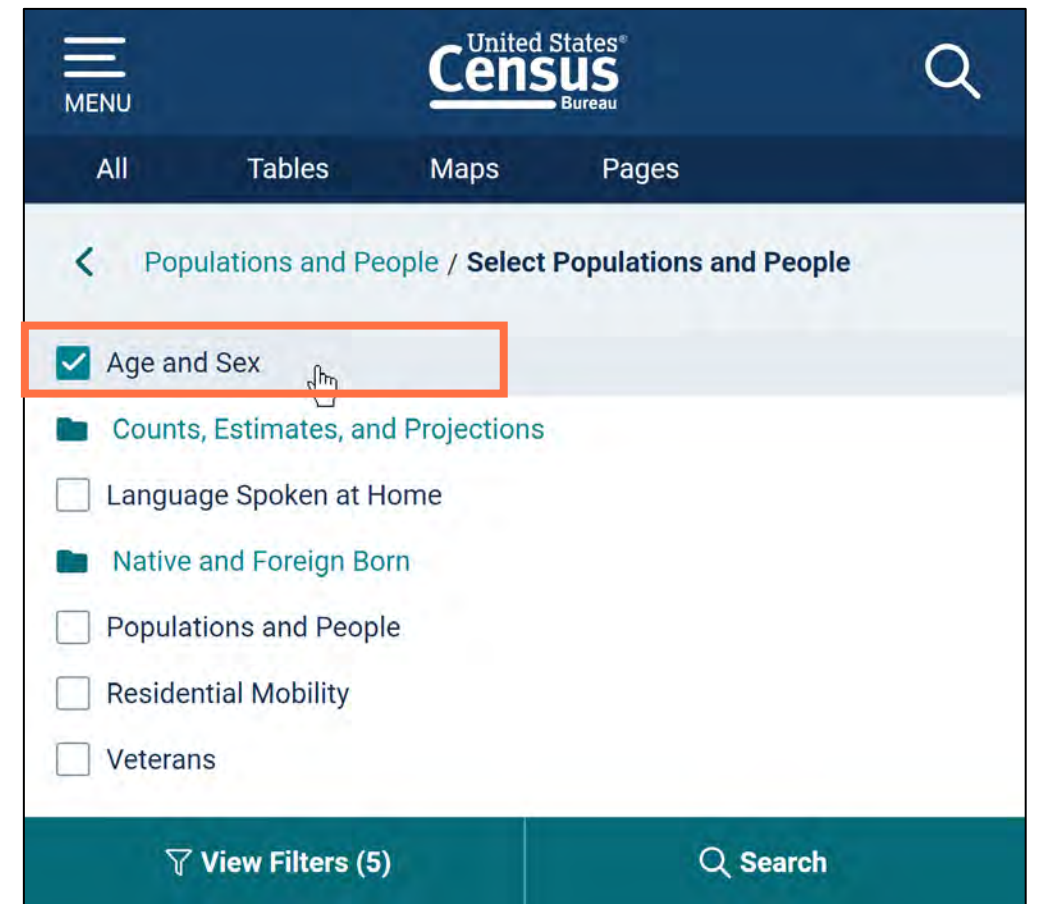 MENU
United States®
Census
Bureau
All Tables Maps Pages
Populations and People / Select Populations and People
Age and Sex
Counts, Estimates, and Projections
Language Spoken at Home
Native and Foreign Born
Populations and People
Residential Mobility
Veterans
View Filters (5) Search